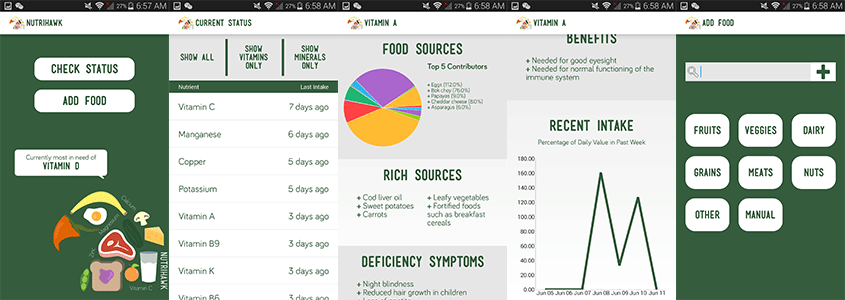 27% 6:57 AM
NUTRIHAWK
CHECK STATUS
ADD FOOD
Currently most in need of
VITAMIN D
Calcium
Magnesium
Zinc
Vitamin C
NUTRIHAWK
27% 6:58 AM
CURRENT STATUS
SHOW ALL
SHOW
VITAMINS
ONLY
SHOW
MINERALS
ONLY
Nutrient Last Intake
Vitamin C 7 days ago
Manganese 6 days ago
Copper 5 days ago
Potassium 5 days ago
Vitamin A 3 days ago
Vitamin B9 3 days ago
Vitamin K 3 days ago
Vitamin B6 3 days ago
27% 6:58 AM
VITAMIN A
FOOD SOURCES
Top 5 Contributors
• Eggs (112.0%)
• Bok choy (75.0%)
• Papayas (9.0%)
• Cheddar cheese (8.0%)
• Asparagus (6.0%)
RICH SOURCES
+ Cod liver oil
+ Sweet potatoes
+ Carrots
+ Leafy vegetables
+ Fortified foods
such as breakfast
cereals
DEFICIENCY SYMPTOMS
+ Night blindness
+ Reduced hair growth in children
27% 6:58 AM
VITAMIN A
BENEFITS
+ Needed for good eyesight
+ Needed for normal functioning of the
immune system
RECENT INTAKE
Percentage of Daily Value in Past Week
180.00
160.00
140.00
120.00
100.00
80.00
60.00
40.00
20.00
0.00
Jun 05 Jun 07 Jun 08 Jun 09 Jun 10 Jun 11
27% 6:58 AM
ADD FOOD
FRUITS
VEGGIES
DAIRY
GRAINS
MEATS
NUTS
OTHER
MANUAL